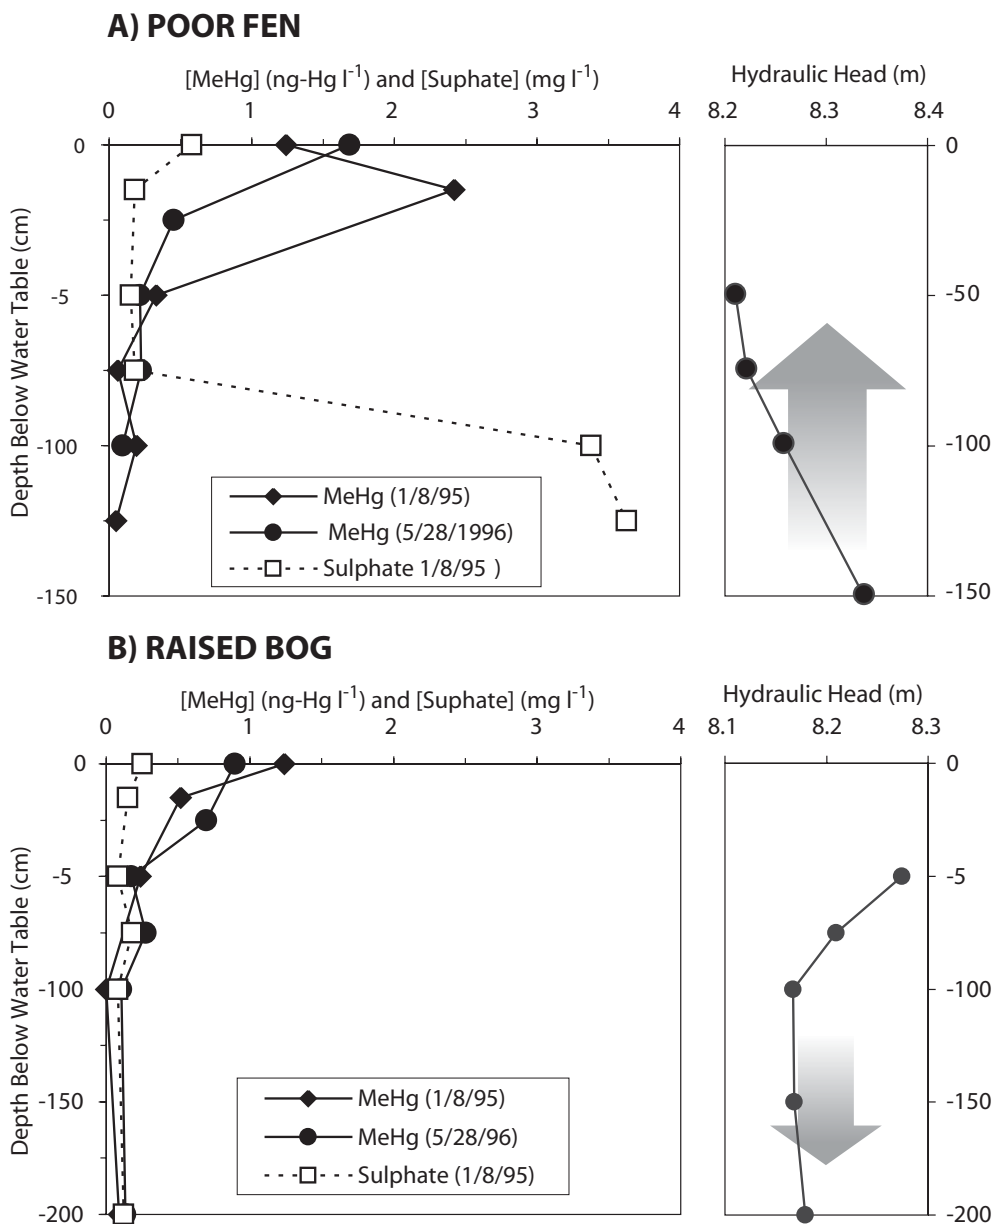 A) POOR FEN
[MeHg] (ng-Hg l-1) and [Suphate] (mg l-1)
0 1 2 3 4
Hydraulic Head (m)
8.2 8.3 8.4
Depth Below Water Table (cm)
0
-5
-100
-150
0
-50
-100
-150
MeHg (1/8/95)
MeHg (5/28/1996)
Sulphate 1/8/95 )
B) RAISED BOG
[MeHg] (ng-Hg l-1) and [Suphate] (mg l-1)
0 1 2 3 4
Hydraulic Head (m)
8.1 8.2 8.3
Depth Below Water Table (cm)
0
-5
-100
-150
-200
0
-5
-100
-150
-200
MeHg (1/8/95)
MeHg (5/28/96)
Sulphate (1/8/95)